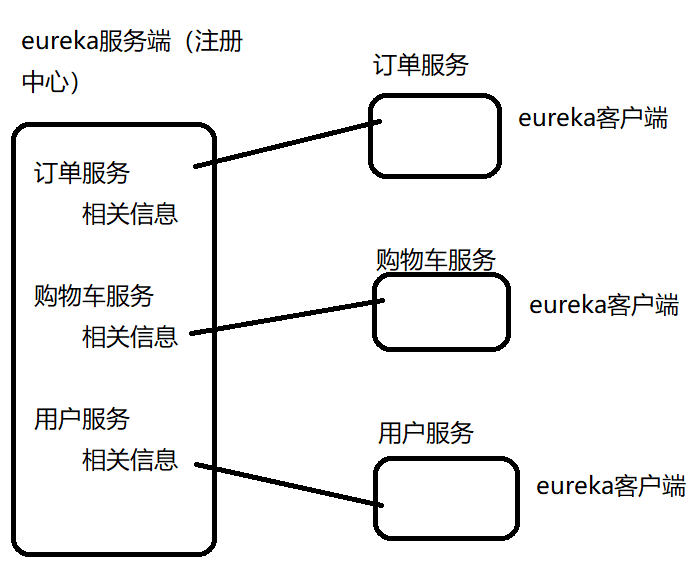 eureka服务端（注册
中心）
订单服务
相关信息
购物车服务
相关信息
用户服务
相关信息
订单服务
eureka客户端
购物车服务
eureka客户端
用户服务
eureka客户端